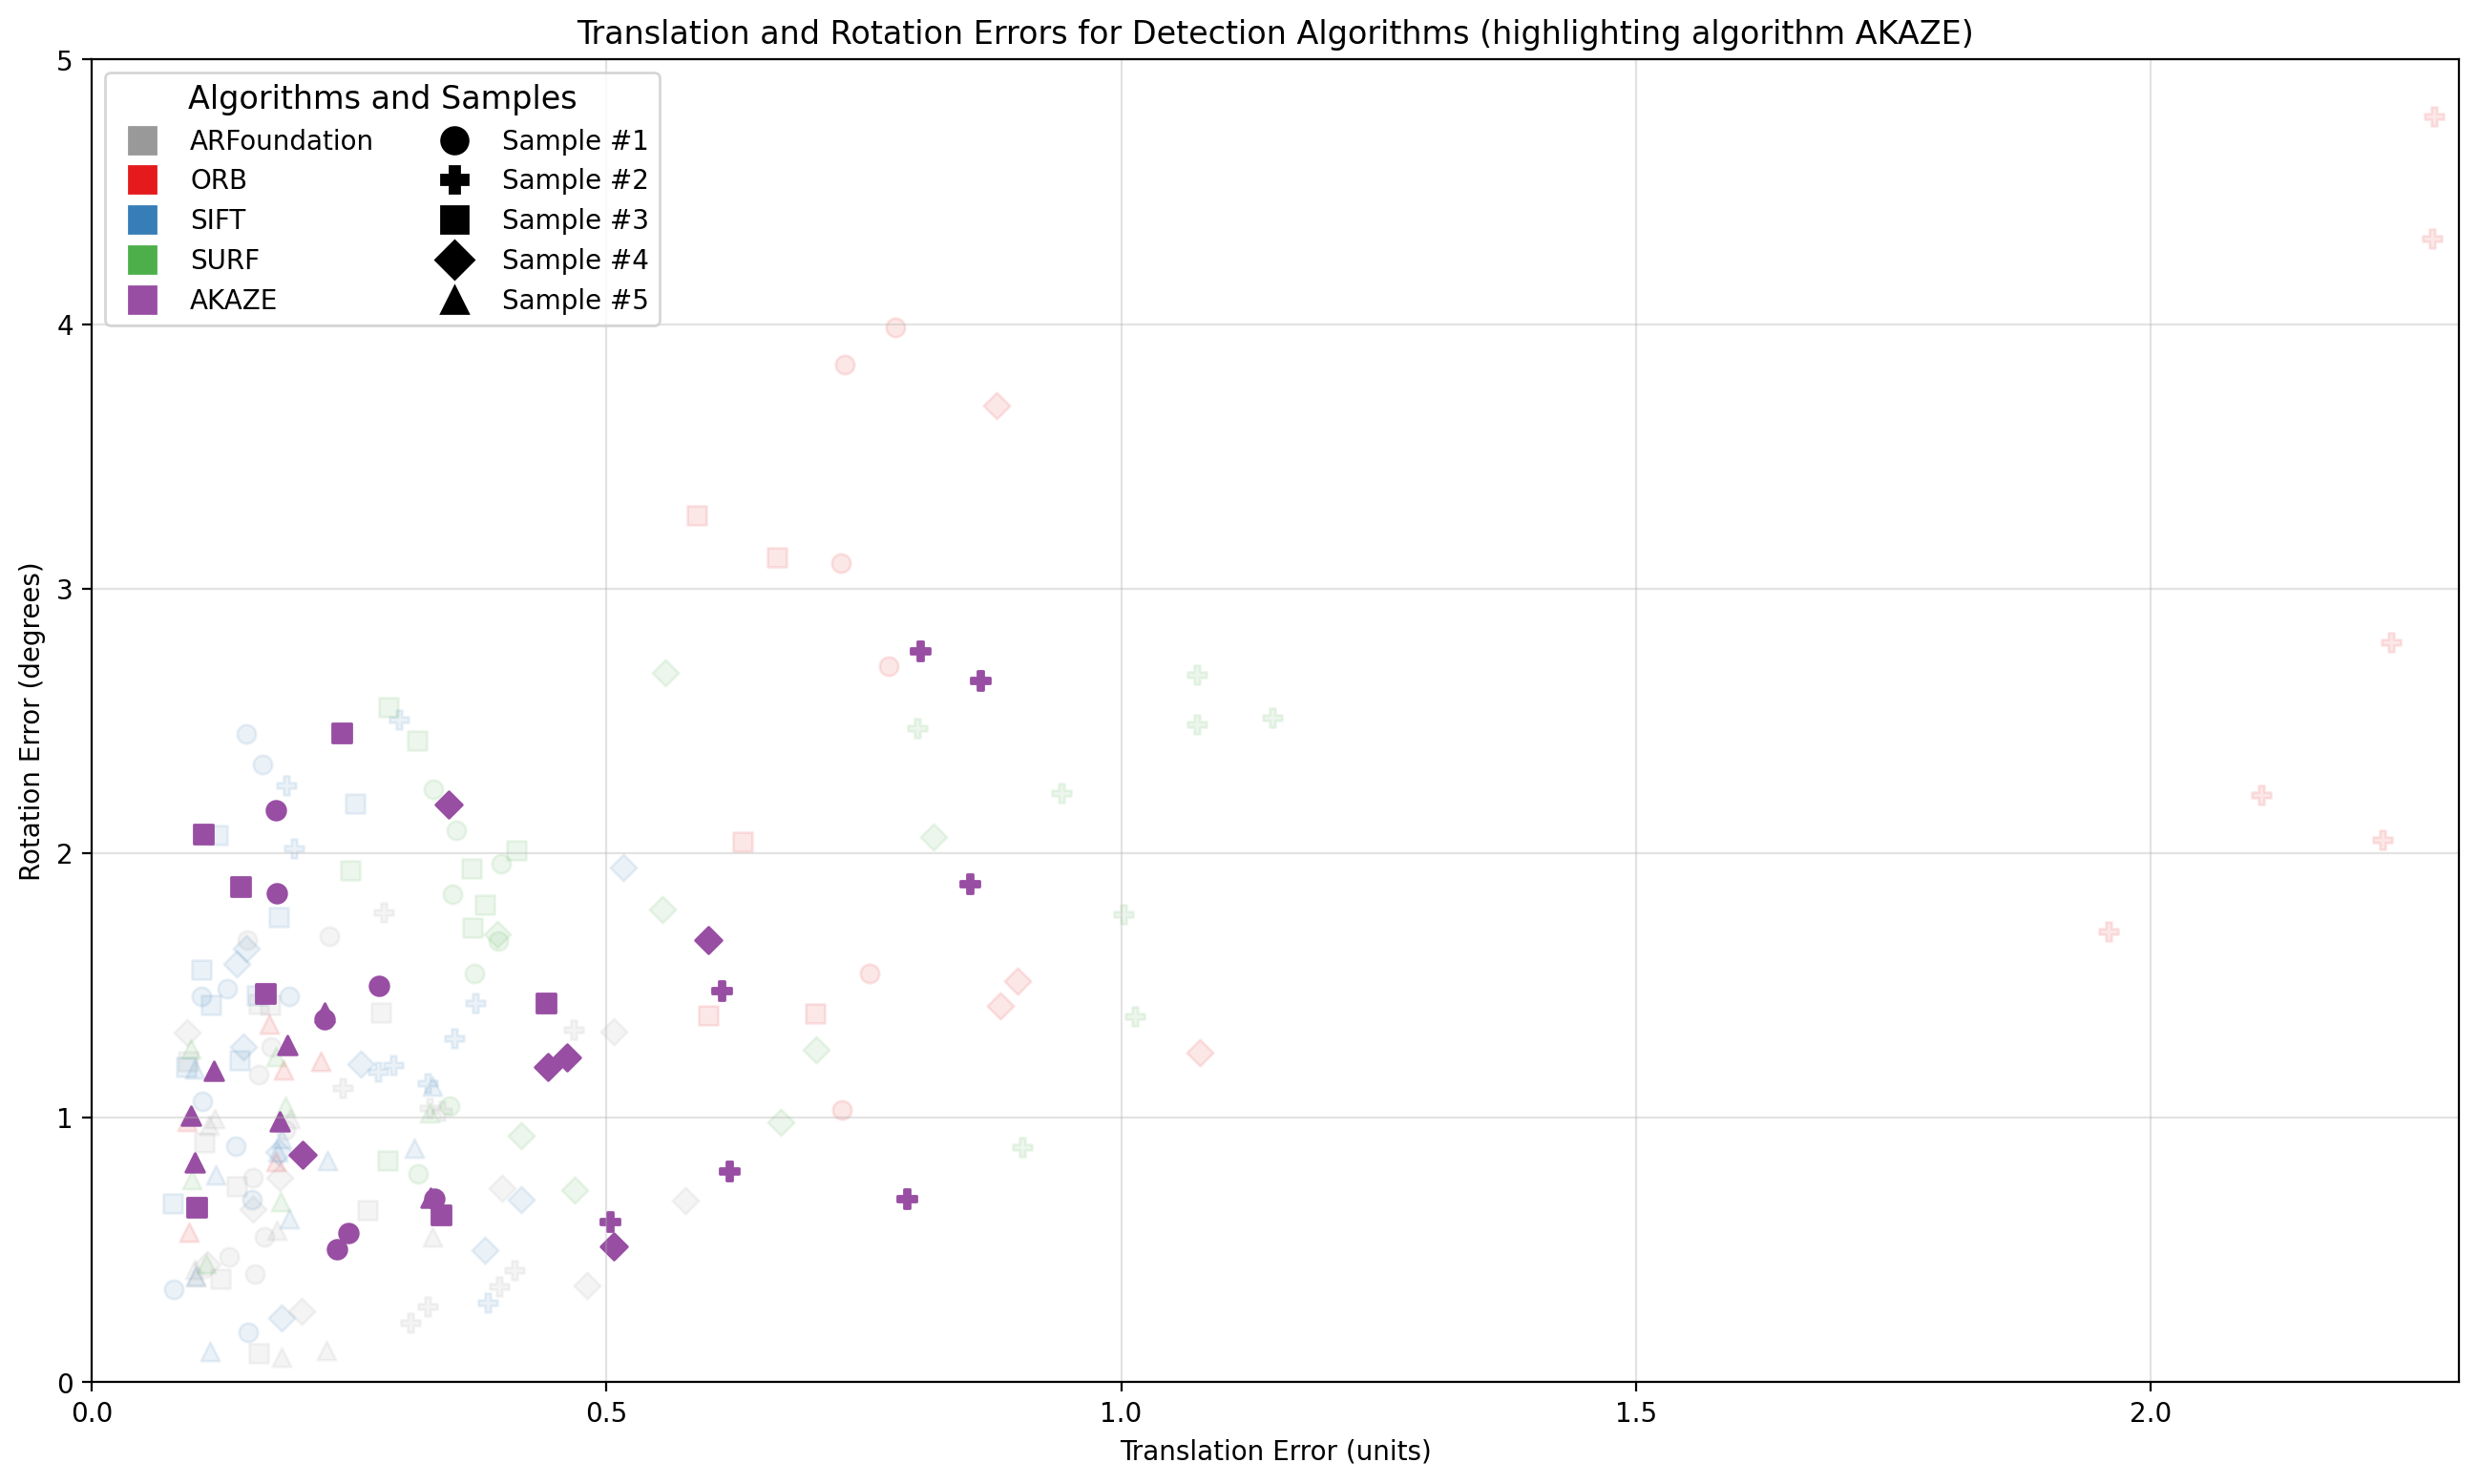 Translation and Rotation Errors for Detection Algorithms (highlighting algorithm AKAZE)
Algorithms and Samples
ARFoundation
ORB
SIFT
SURF
AKAZE
Sample #1
Sample #2
Sample #3
Sample #4
Sample #5
Rotation Error (degrees)
5
4
3
2
1
0
0.0 0.5 1.0 1.5 2.0
Translation Error (units)